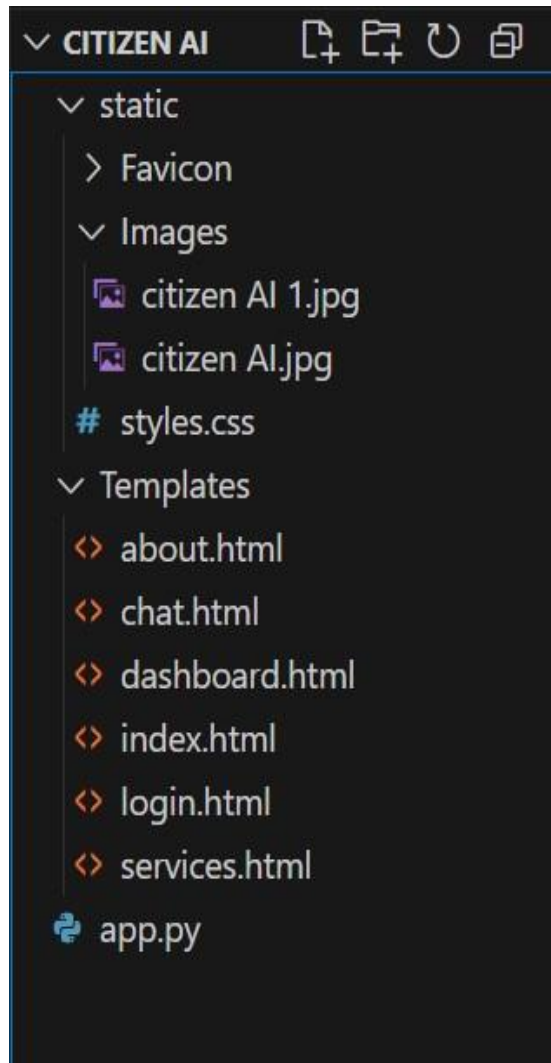 CITIZEN AI
static
Favicon
Images
citizen AI 1.jpg
citizen AI.jpg
# styles.css
Templates
<> about.html
<> chat.html
<> dashboard.html
<> index.html
<> login.html
<> services.html
app.py